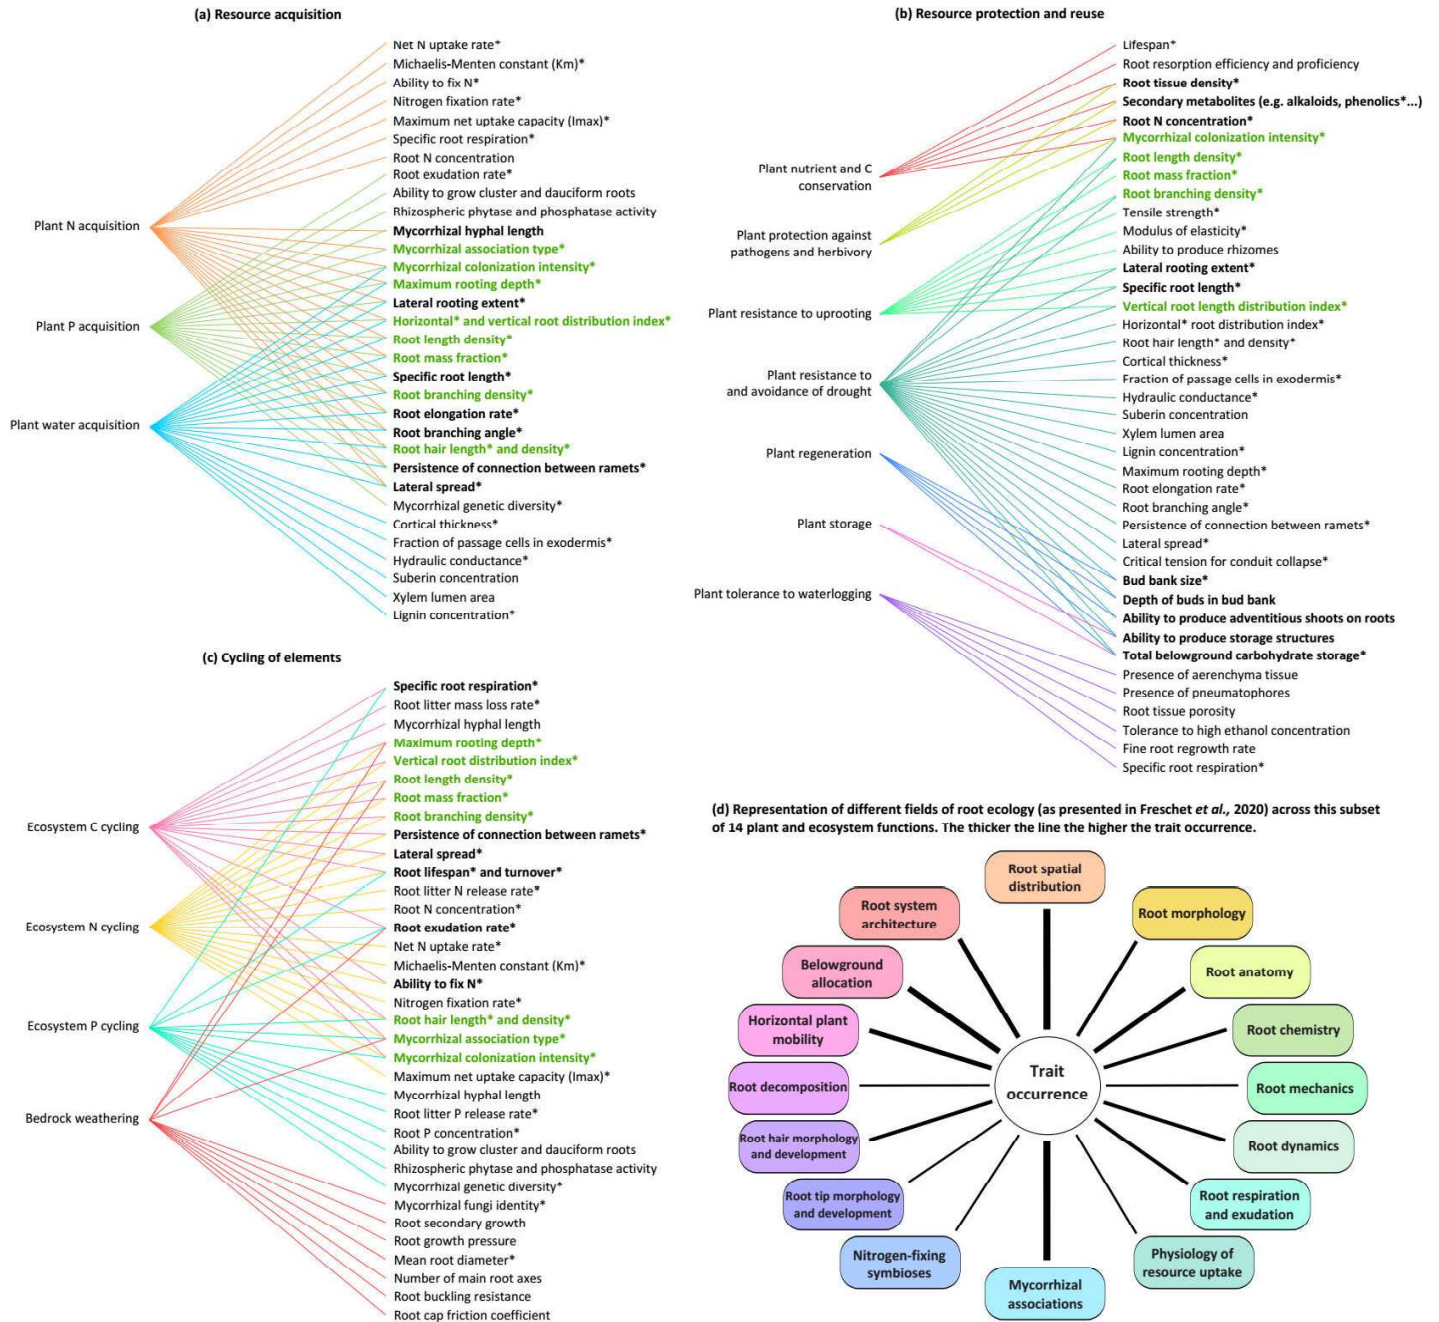 (a) Resource acquisition
Plant N acquisition
Plant P acquisition
Plant water acquisition
Net N uptake rate*
Michaelis-Menten constant (Km)*
Ability to fix N*
Nitrogen fixation rate*
Maximum net uptake capacity (Imax)*
Specific root respiration*
Root N concentration
Root exudation rate*
Ability to grow cluster and dauciform roots
Rhizospheric phytase and phosphatase activity
Mycorrhizal hyphal length
Mycorrhizal association type*
Mycorrhizal colonization intensity*
Maximum rooting depth*
Lateral rooting extent*
Horizontal* and vertical root distribution index*
Root length density*
Root mass fraction*
Specific root length*
Root branching density*
Root elongation rate*
Root branching angle*
Root hair length* and density*
Persistence of connection between ramets*
Lateral spread*
Mycorrhizal genetic diversity*
Cortical thickness*
Fraction of passage cells in exodermis*
Hydraulic conductance*
Suberin concentration
Xylem lumen area
Lignin concentration*
(b) Resource protection and reuse
Plant nutrient and C
conservation
Plant protection against
pathogens and herbivory
Plant resistance to uprooting
Plant resistance to
and avoidance of drought
Plant regeneration
Plant storage
Plant tolerance to waterlogging
Lifespan*
Root resorption efficiency and proficiency
Root tissue density*
Secondary metabolites (e.g. alkaloids, phenolics*...)
Root N concentration*
Mycorrhizal colonization intensity*
Root length density*
Root mass fraction*
Root branching density*
Tensile strength*
Modulus of elasticity*
Ability to produce rhizomes
Lateral rooting extent*
Specific root length*
Vertical root length distribution index*
Horizontal* root distribution index*
Root hair length* and density*
Cortical thickness*
Fraction of passage cells in exodermis*
Hydraulic conductance*
Suberin concentration
Xylem lumen area
Lignin concentration*
Maximum rooting depth*
Root elongation rate*
Root branching angle*
Persistence of connection between ramets*
Lateral spread*
Critical tension for conduit collapse*
Bud bank size*
Depth of buds in bud bank
Ability to produce adventitious shoots on roots
Ability to produce storage structures
Total belowground carbohydrate storage*
Presence of aerenchyma tissue
Presence of pneumatophores
Root tissue porosity
Tolerance to high ethanol concentration
Fine root regrowth rate
Specific root respiration*
(c) Cycling of elements
Ecosystem C cycling
Ecosystem N cycling
Ecosystem P cycling
Bedrock weathering
Specific root respiration*
Root litter mass loss rate*
Mycorrhizal hyphal length
Maximum rooting depth*
Vertical root distribution index*
Root length density*
Root mass fraction*
Root branching density*
Persistence of connection between ramets*
Lateral spread*
Root lifespan* and turnover*
Root litter N release rate*
Root N concentration*
Root exudation rate*
Net N uptake rate*
Michaelis-Menten constant (Km)*
Ability to fix N*
Nitrogen fixation rate*
Root hair length* and density*
Mycorrhizal association type*
Mycorrhizal colonization intensity*
Maximum net uptake capacity (Imax)*
Mycorrhizal hyphal length
Root litter P release rate*
Root P concentration*
Ability to grow cluster and dauciform roots
Rhizospheric phytase and phosphatase activity
Mycorrhizal genetic diversity*
Mycorrhizal fungi identity*
Root secondary growth
Root growth pressure
Mean root diameter*
Number of main root axes
Root buckling resistance
Root cap friction coefficient
(d) Representation of different fields of root ecology (as presented in Freschet et al., 2020) across this subset
of 14 plant and ecosystem functions. The thicker the line the higher the trait occurrence.
Trait
occurrence
Root spatial
distribution
Root morphology
Root anatomy
Root chemistry
Root mechanics
Root dynamics
Root respiration
and exudation
Physiology of
resource uptake
Mycorrhizal
associations
Nitrogen-fixing
symbioses
Root tip morphology
and development
Root hair morphology
and development
Root decomposition
Horizontal plant
mobility
Belowground
allocation
Root system
architecture